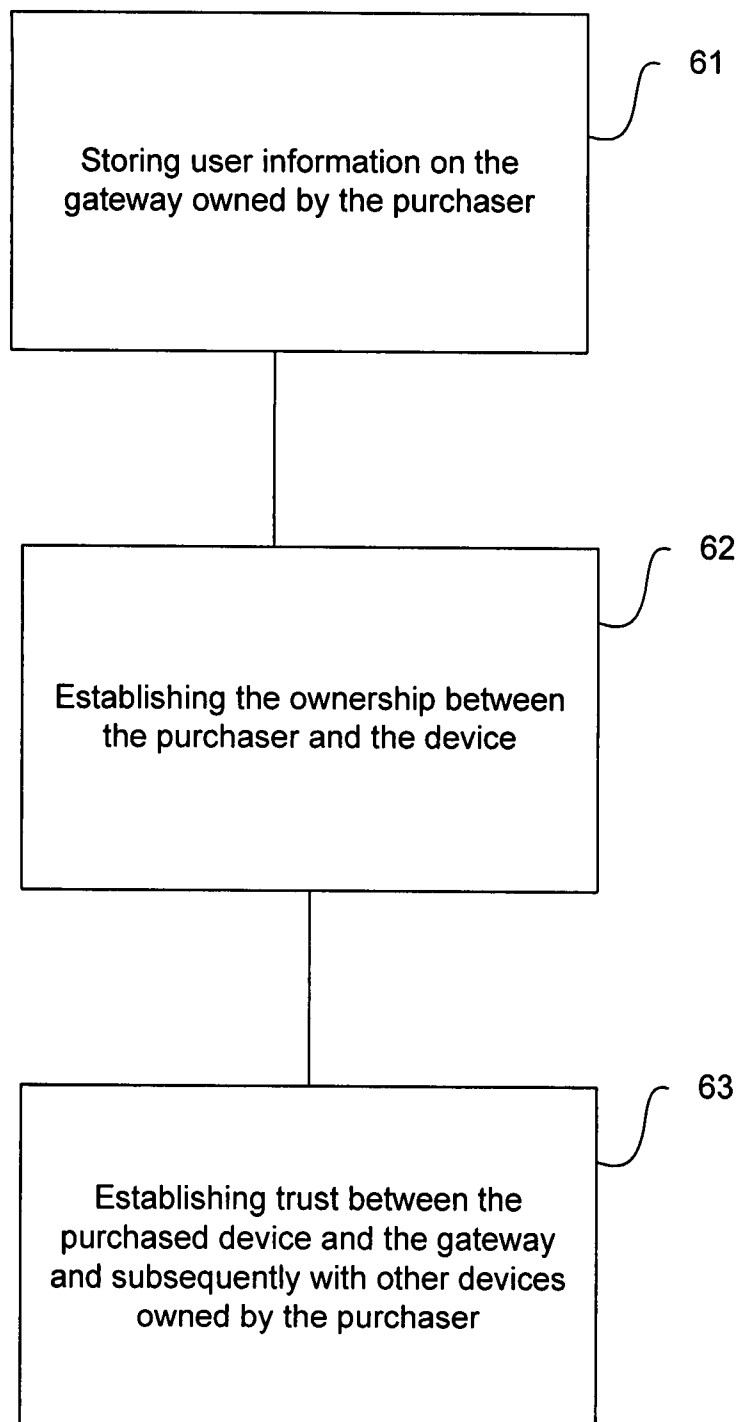 61
Storing user information on the
gateway owned by the purchaser
62
Establishing the ownership between
the purchaser and the device
63
Establishing trust between the
purchased device and the gateway
and subsequently with other devices
owned by the purchaser